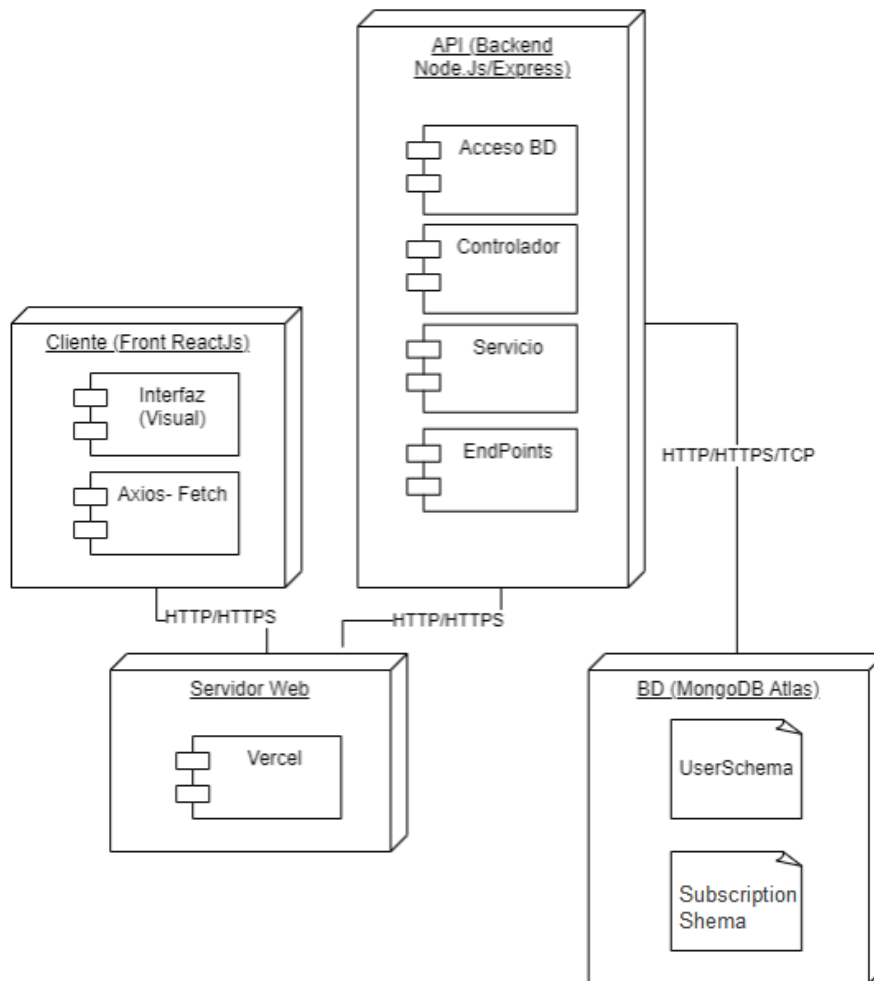 API (Backend
Node.Js/Express)
Acceso BD
Controlador
Servicio
EndPoints
Cliente (Front ReactJs)
Interfaz
(Visual)
Axios- Fetch
HTTP/HTTPS/TCP
HTTP/HTTPS
HTTP/HTTPS
Servidor Web
Vercel
BD (MongoDB Atlas)
UserSchema
Subscription
Shema